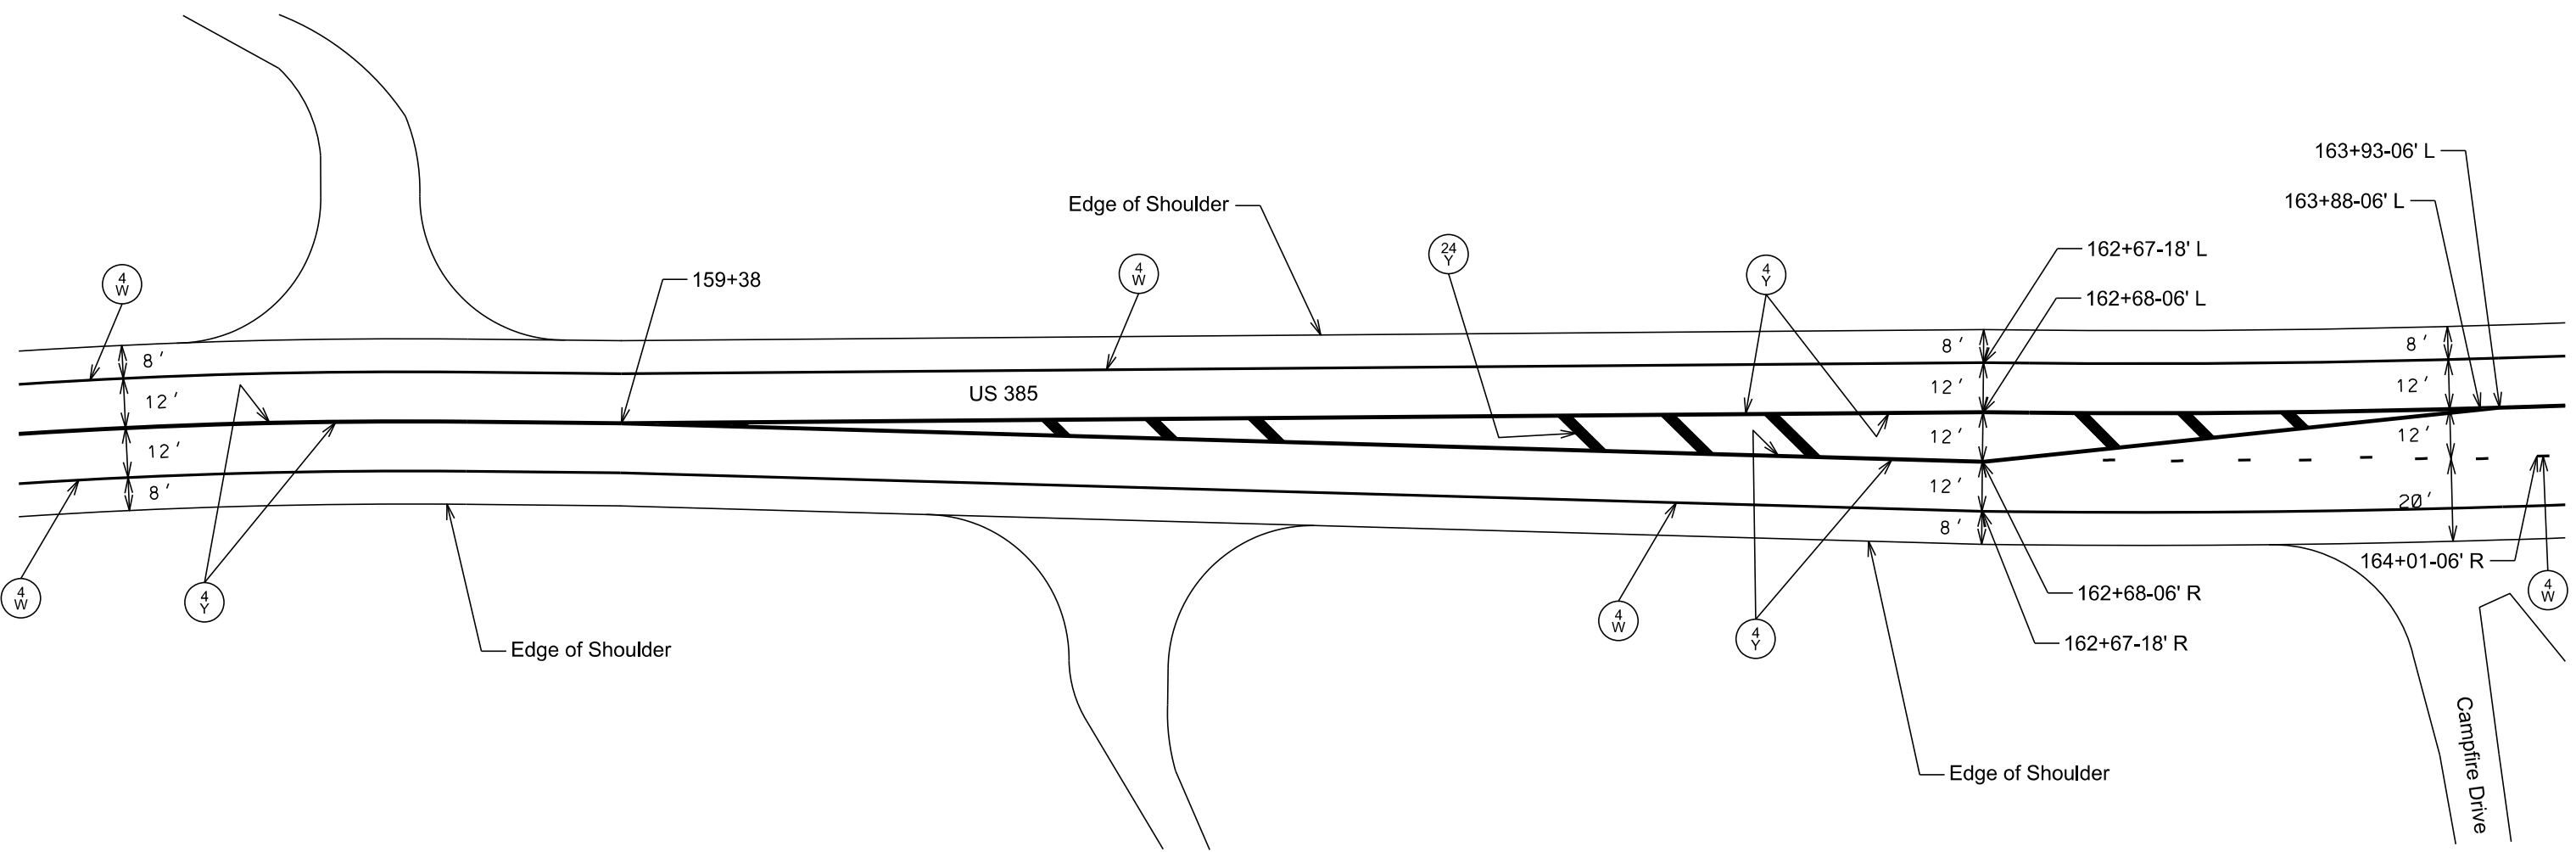 163+93-06' L
163+88-06' L
Edge of Shoulder
24
Y
4
W
4
W
4
Y
159+38
162+67-18' L
162+68-06' L
8'
8'
8'
US 385
12'
12'
12'
12'
12'
12'
12'
8'
12'
20'
8'
164+01-06' R
4
W
4
W
4
Y
4
W
4
Y
162+68-06' R
162+67-18' R
Edge of Shoulder
Edge of Shoulder
Campfire Drive